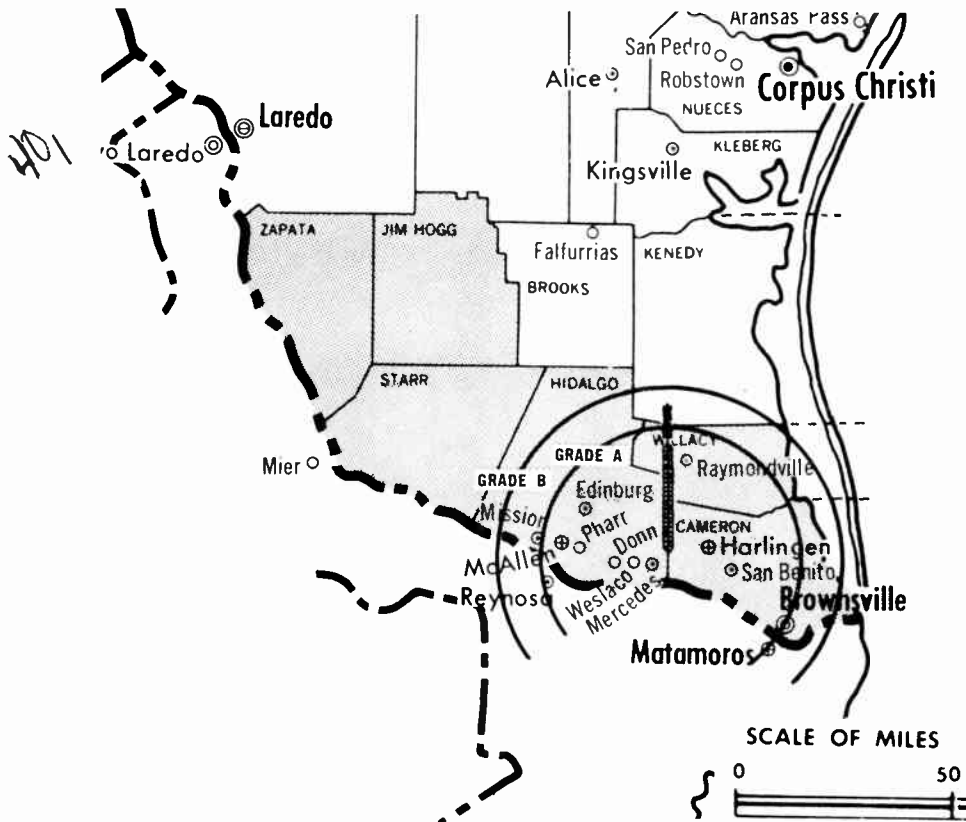 Aransas Pass
San Pedro
Robstown
Corpus Christi
Alice
NUECES
Laredo
401
Laredo
KLEBERG
Kingsville
ZAPATA
JIM HOGG
Falfurrias
KENEDY
BROOKS
STARR
HIDALGO
WILLACY
GRADE A
Raymondville
Mier
GRADE B
Edinburg
Mission
Pharr
CAMERON
Donn
Harlingen
McAllen
San Benito
Weslaco
Mercedes
Reynosa
Brownsville
Matamoros
SCALE OF MILES
0 50